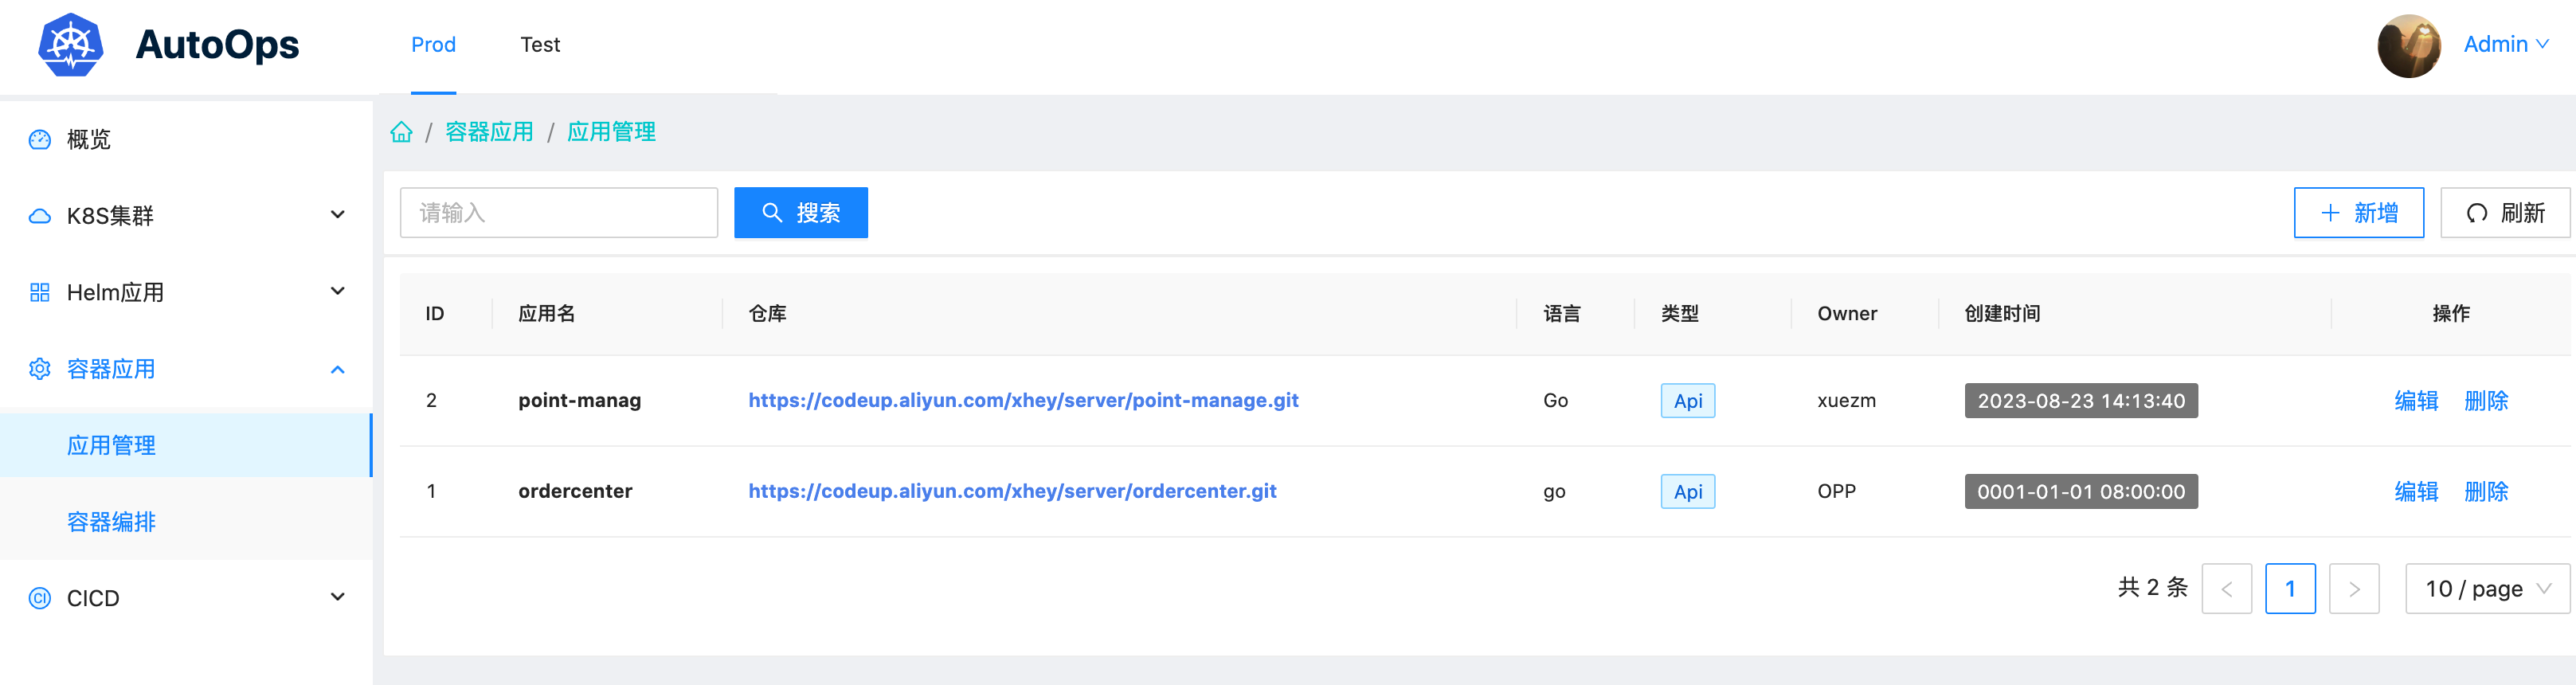 AutoOps
Prod Test
Admin
概览
K8S集群
Helm应用
容器应用
应用管理
容器编排
CICD
/ 容器应用 / 应用管理
请输入 搜索 新增 刷新
ID 应用名 仓库 语言 类型 Owner 创建时间 操作
2 point-manag https://codeup.aliyun.com/xhey/server/point-manage.git Go Api xuezm 2023-08-23 14:13:40 编辑 删除
1 ordercenter https://codeup.aliyun.com/xhey/server/ordercenter.git go Api OPP 0001-01-01 08:00:00 编辑 删除
共 2 条 < 1 > 10 / page